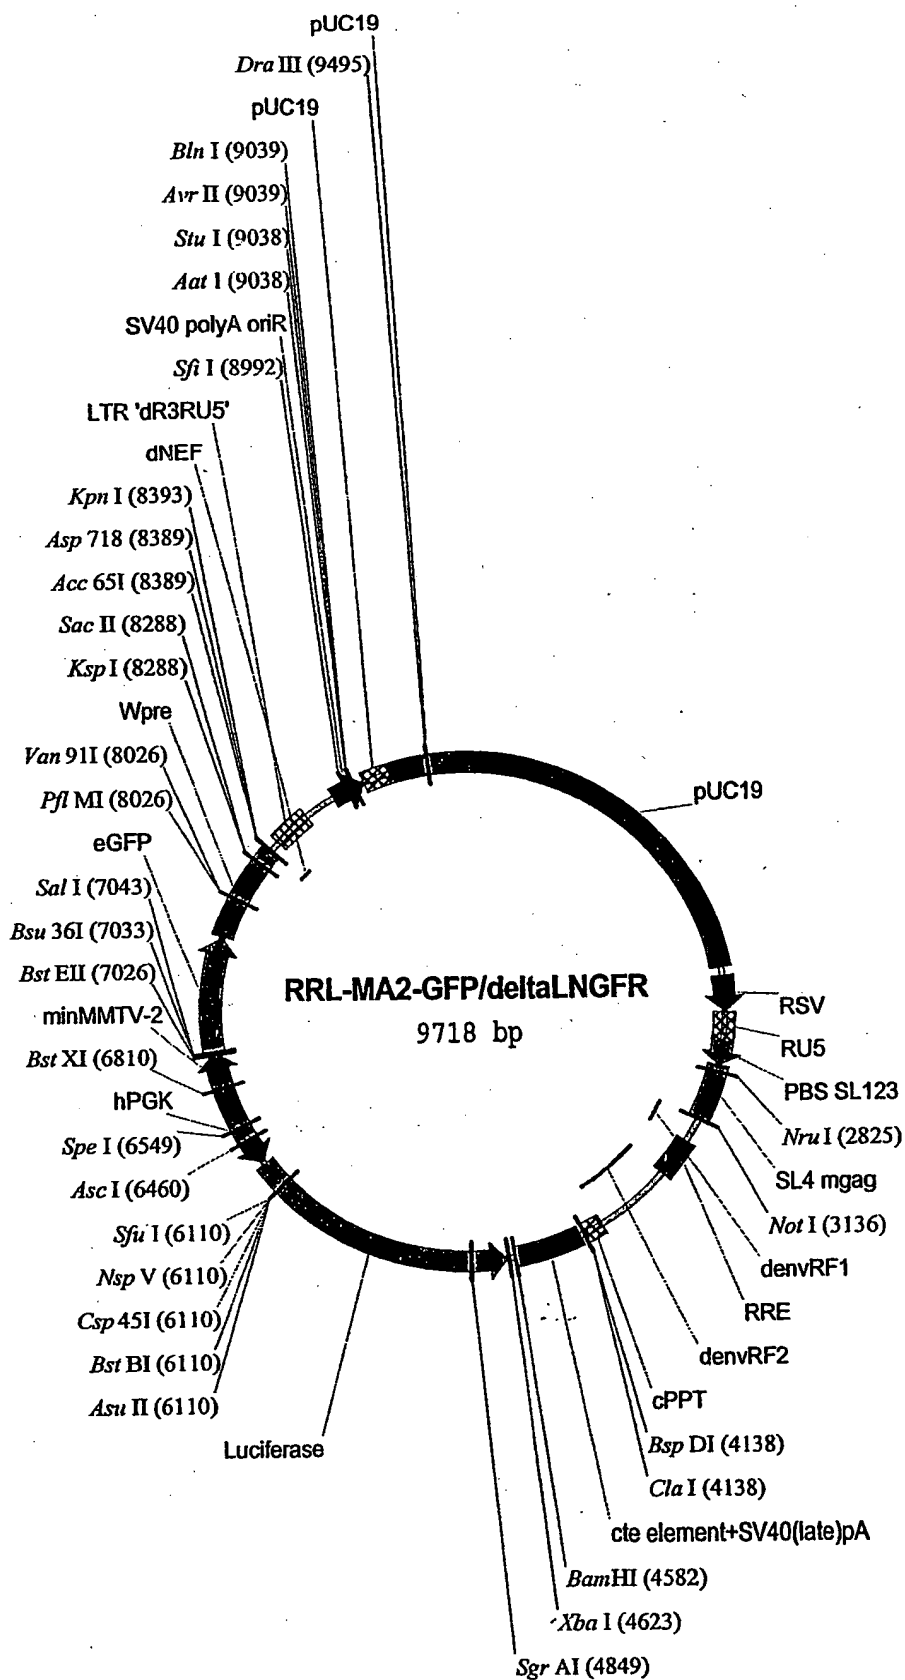 pUC19
Dra III (9495)
pUC19
Bln I (9039)
Avr II (9039)
Stu I (9038)
Aat I (9038)
SV40 polyA oriR
Sfi I (8992)
LTR 'dR3RU5'
dNEF
Kpn I (8393)
Asp 718 (8389)
Acc 65I (8389)
Sac II (8288)
Ksp I (8288)
Wpre
Van 91I (8026)
Pfl MI (8026)
eGFP
Sal I (7043)
Bsu 36I (7033)
Bst EII (7026)
minMMTV-2
Bst XI (6810)
hPGK
Spe I (6549)
Asc I (6460)
Sfu I (6110)
Nsp V (6110)
Csp 45I (6110)
Bst BI (6110)
Asu II (6110)
Luciferase
RRL-MA2-GFP/deltaLNGFR
9718 bp
pUC19
RSV
RU5
PBS SL123
Nru I (2825)
SL4 mgag
Not I (3136)
denvRF1
RRE
denvRF2
cPPT
Bsp DI (4138)
Cla I (4138)
cte element+SV40(late)pA
BamHI (4582)
Xba I (4623)
Sgr AI (4849)